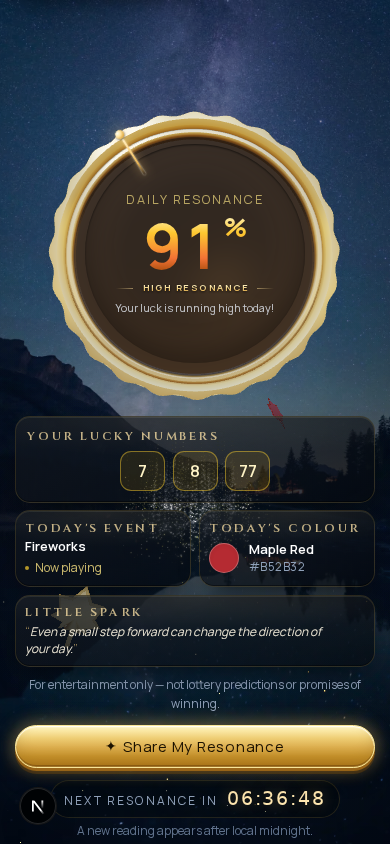 DAILY RESONANCE
91%
HIGH RESONANCE
Your luck is running high today!
YOUR LUCKY NUMBERS
7 8 77
TODAY'S EVENT
Fireworks
Now playing
TODAY'S COLOUR
Maple Red
#B52B32
LITTLE SPARK
"Even a small step forward can change the direction of
your day."
For entertainment only — not lottery predictions or promises of
winning.
✦ Share My Resonance
N
NEXT RESONANCE IN 06:36:48
A new reading appears after local midnight.